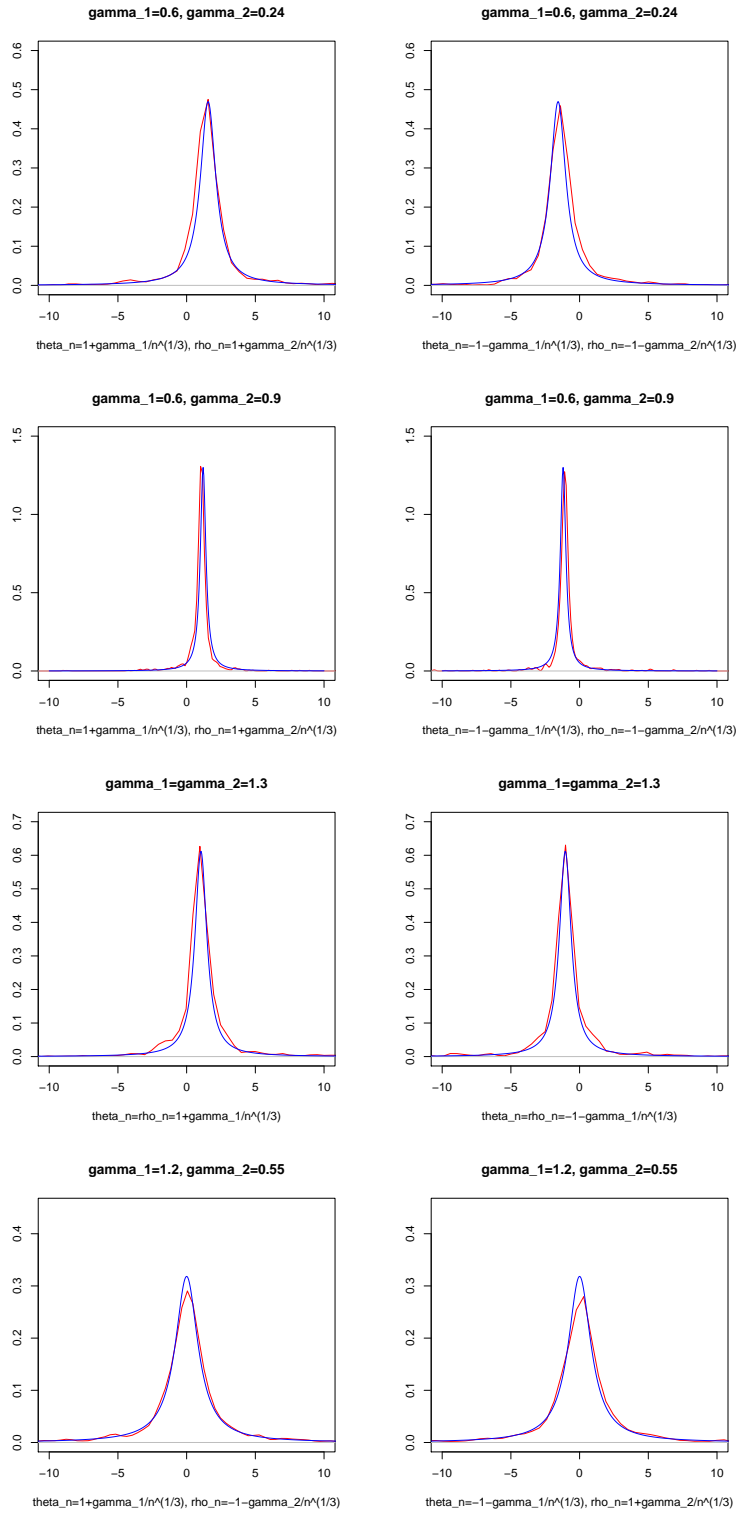 gamma_1=0.6, gamma_2=0.24
0.6
0.5
0.4
0.3
0.2
0.1
0.0
−10 −5 0 5 10
theta_n=1+gamma_1/n^(1/3), rho_n=1+gamma_2/n^(1/3)
gamma_1=0.6, gamma_2=0.24
0.6
0.5
0.4
0.3
0.2
0.1
0.0
−10 −5 0 5 10
theta_n=−1−gamma_1/n^(1/3), rho_n=−1−gamma_2/n^(1/3)
gamma_1=0.6, gamma_2=0.9
1.5
1.0
0.5
0.0
−10 −5 0 5 10
theta_n=1+gamma_1/n^(1/3), rho_n=1+gamma_2/n^(1/3)
gamma_1=0.6, gamma_2=0.9
1.5
1.0
0.5
0.0
−10 −5 0 5 10
theta_n=−1−gamma_1/n^(1/3), rho_n=−1−gamma_2/n^(1/3)
gamma_1=gamma_2=1.3
0.7
0.6
0.5
0.4
0.3
0.2
0.1
0.0
−10 −5 0 5 10
theta_n=rho_n=1+gamma_1/n^(1/3)
gamma_1=gamma_2=1.3
0.7
0.6
0.5
0.4
0.3
0.2
0.1
0.0
−10 −5 0 5 10
theta_n=rho_n=−1−gamma_1/n^(1/3)
gamma_1=1.2, gamma_2=0.55
0.4
0.3
0.2
0.1
0.0
−10 −5 0 5 10
theta_n=1+gamma_1/n^(1/3), rho_n=−1−gamma_2/n^(1/3)
gamma_1=1.2, gamma_2=0.55
0.4
0.3
0.2
0.1
0.0
−10 −5 0 5 10
theta_n=−1−gamma_1/n^(1/3), rho_n=1+gamma_2/n^(1/3)